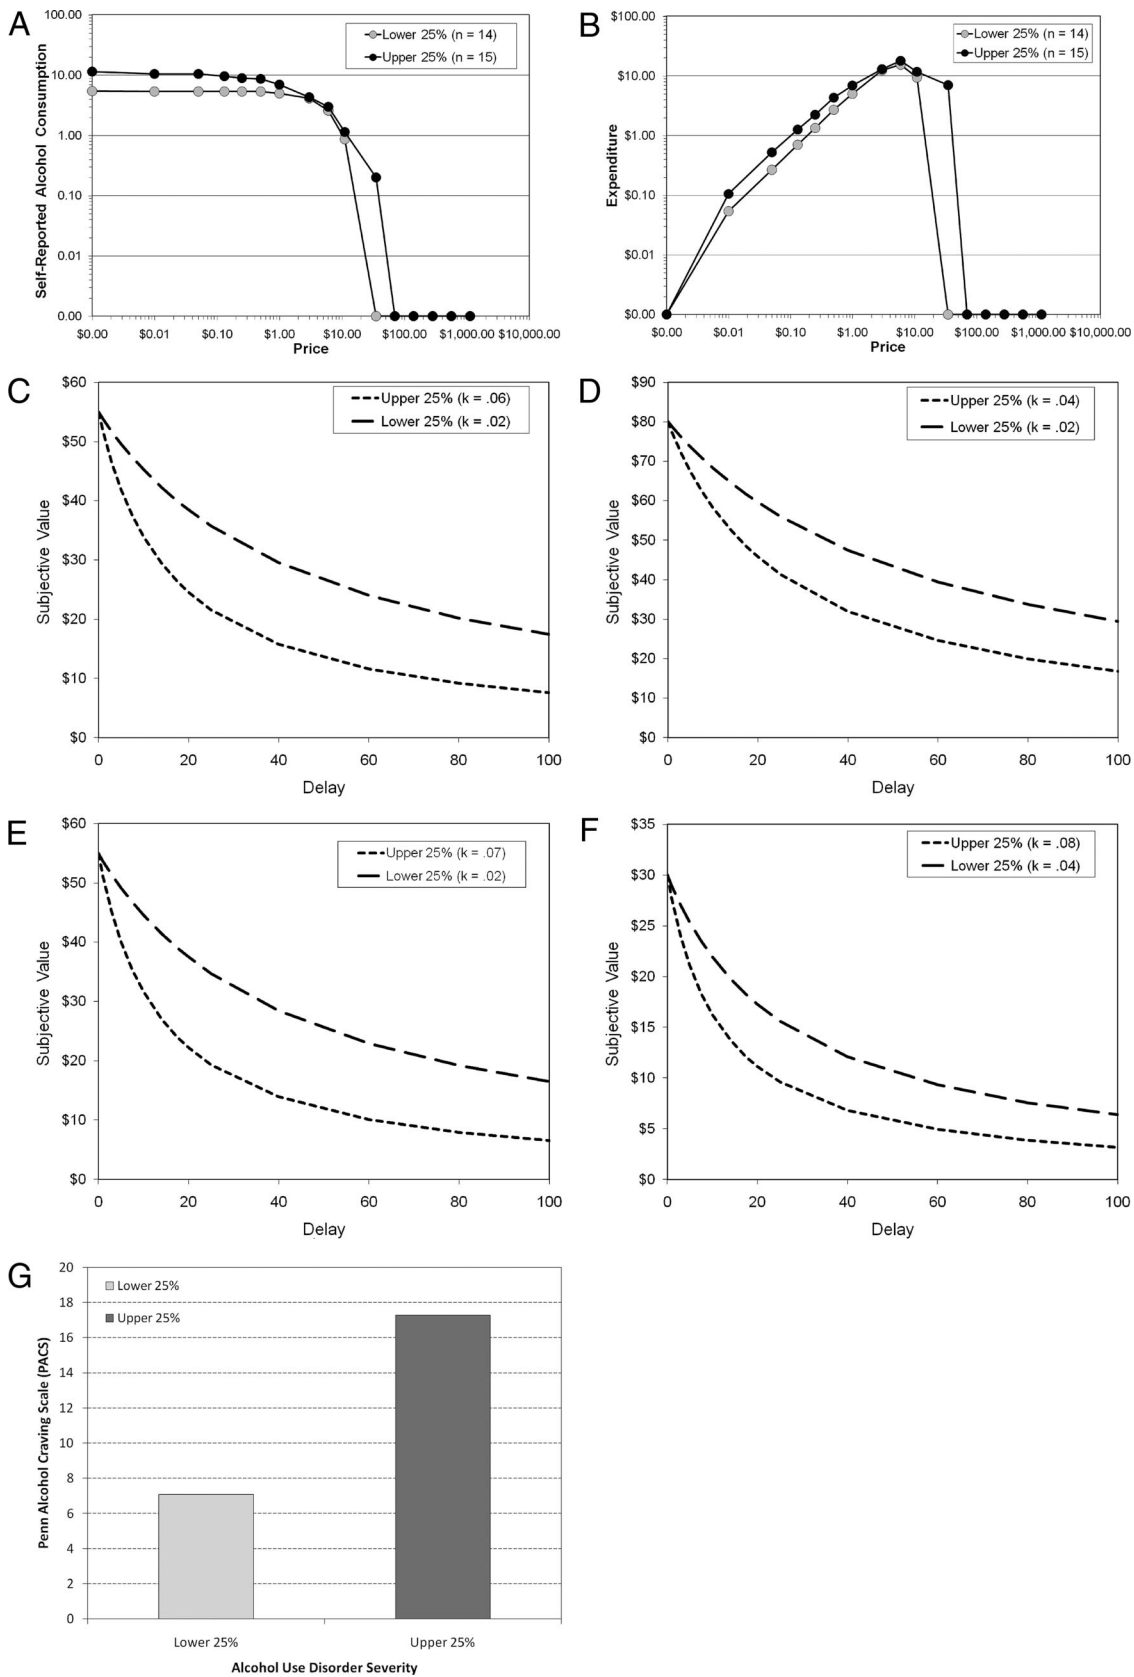 A
100.00
10.00
1.00
0.10
0.01
0.00
Self-Reported Alcohol Consumption
Lower 25% (n = 14)
Upper 25% (n = 15)
$0.00 $0.01 $0.10 $1.00 $10.00 $100.00 $1,000.00 $10,000.00
Price
B
$100.00
$10.00
$1.00
$0.10
$0.01
$0.00
Expenditure
Lower 25% (n = 14)
Upper 25% (n = 15)
$0.00 $0.01 $0.10 $1.00 $10.00 $100.00 $1,000.00 $10,000.00
Price
C
$60
$50
$40
$30
$20
$10
$0
Subjective Value
Upper 25% (k = .06)
Lower 25% (k = .02)
0 20 40 60 80 100
Delay
D
$90
$80
$70
$60
$50
$40
$30
$20
$10
$0
Subjective Value
Upper 25% (k = .04)
Lower 25% (k = .02)
0 20 40 60 80 100
Delay
E
$60
$50
$40
$30
$20
$10
$0
Subjective Value
Upper 25% (k = .07)
Lower 25% (k = .02)
0 20 40 60 80 100
Delay
F
$35
$30
$25
$20
$15
$10
$5
$0
Subjective Value
Upper 25% (k = .08)
Lower 25% (k = .04)
0 20 40 60 80 100
Delay
G
20
18
16
14
12
10
8
6
4
2
0
Penn Alcohol Craving Scale (PACS)
Lower 25%
Upper 25%
Lower 25% Upper 25%
Alcohol Use Disorder Severity